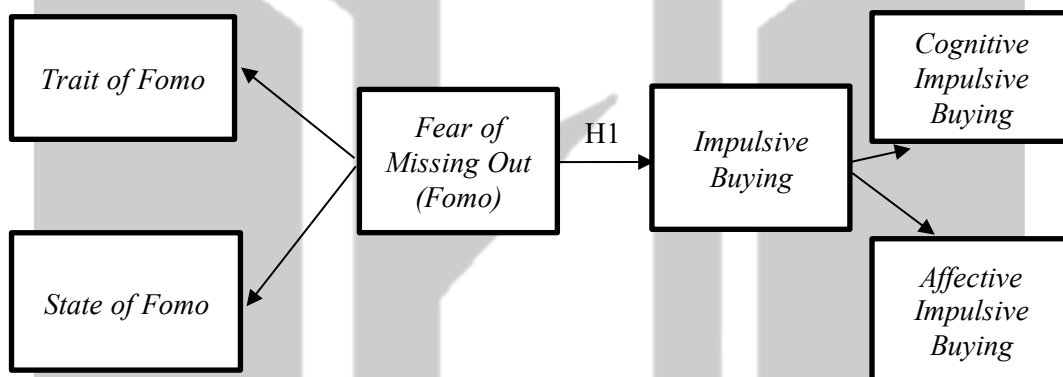 Trait of Fomo
State of Fomo
Fear of
Missing Out
(Fomo)
H1
Impulsive
Buying
Cognitive
Impulsive
Buying
Affective
Impulsive
Buying